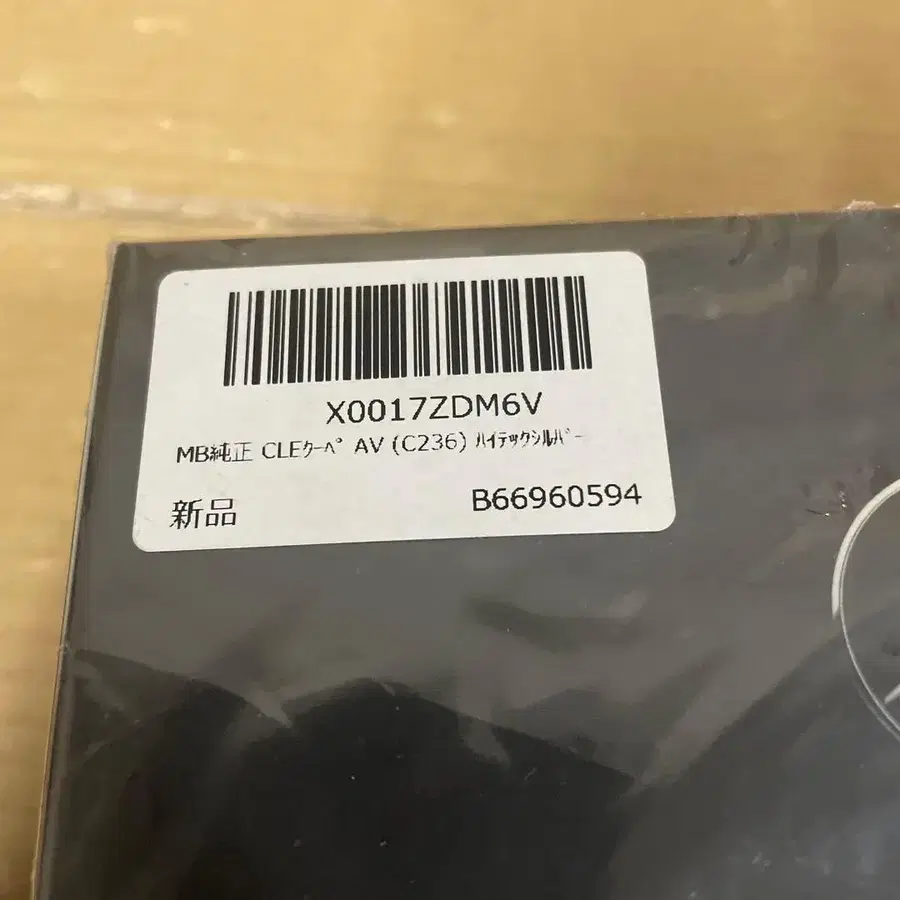 X0017ZDM6V
MB純正 CLEｸｰﾍﾟ AV (C236) ﾊｲﾃｯｸｼﾙﾊﾞｰ
新品
B66960594